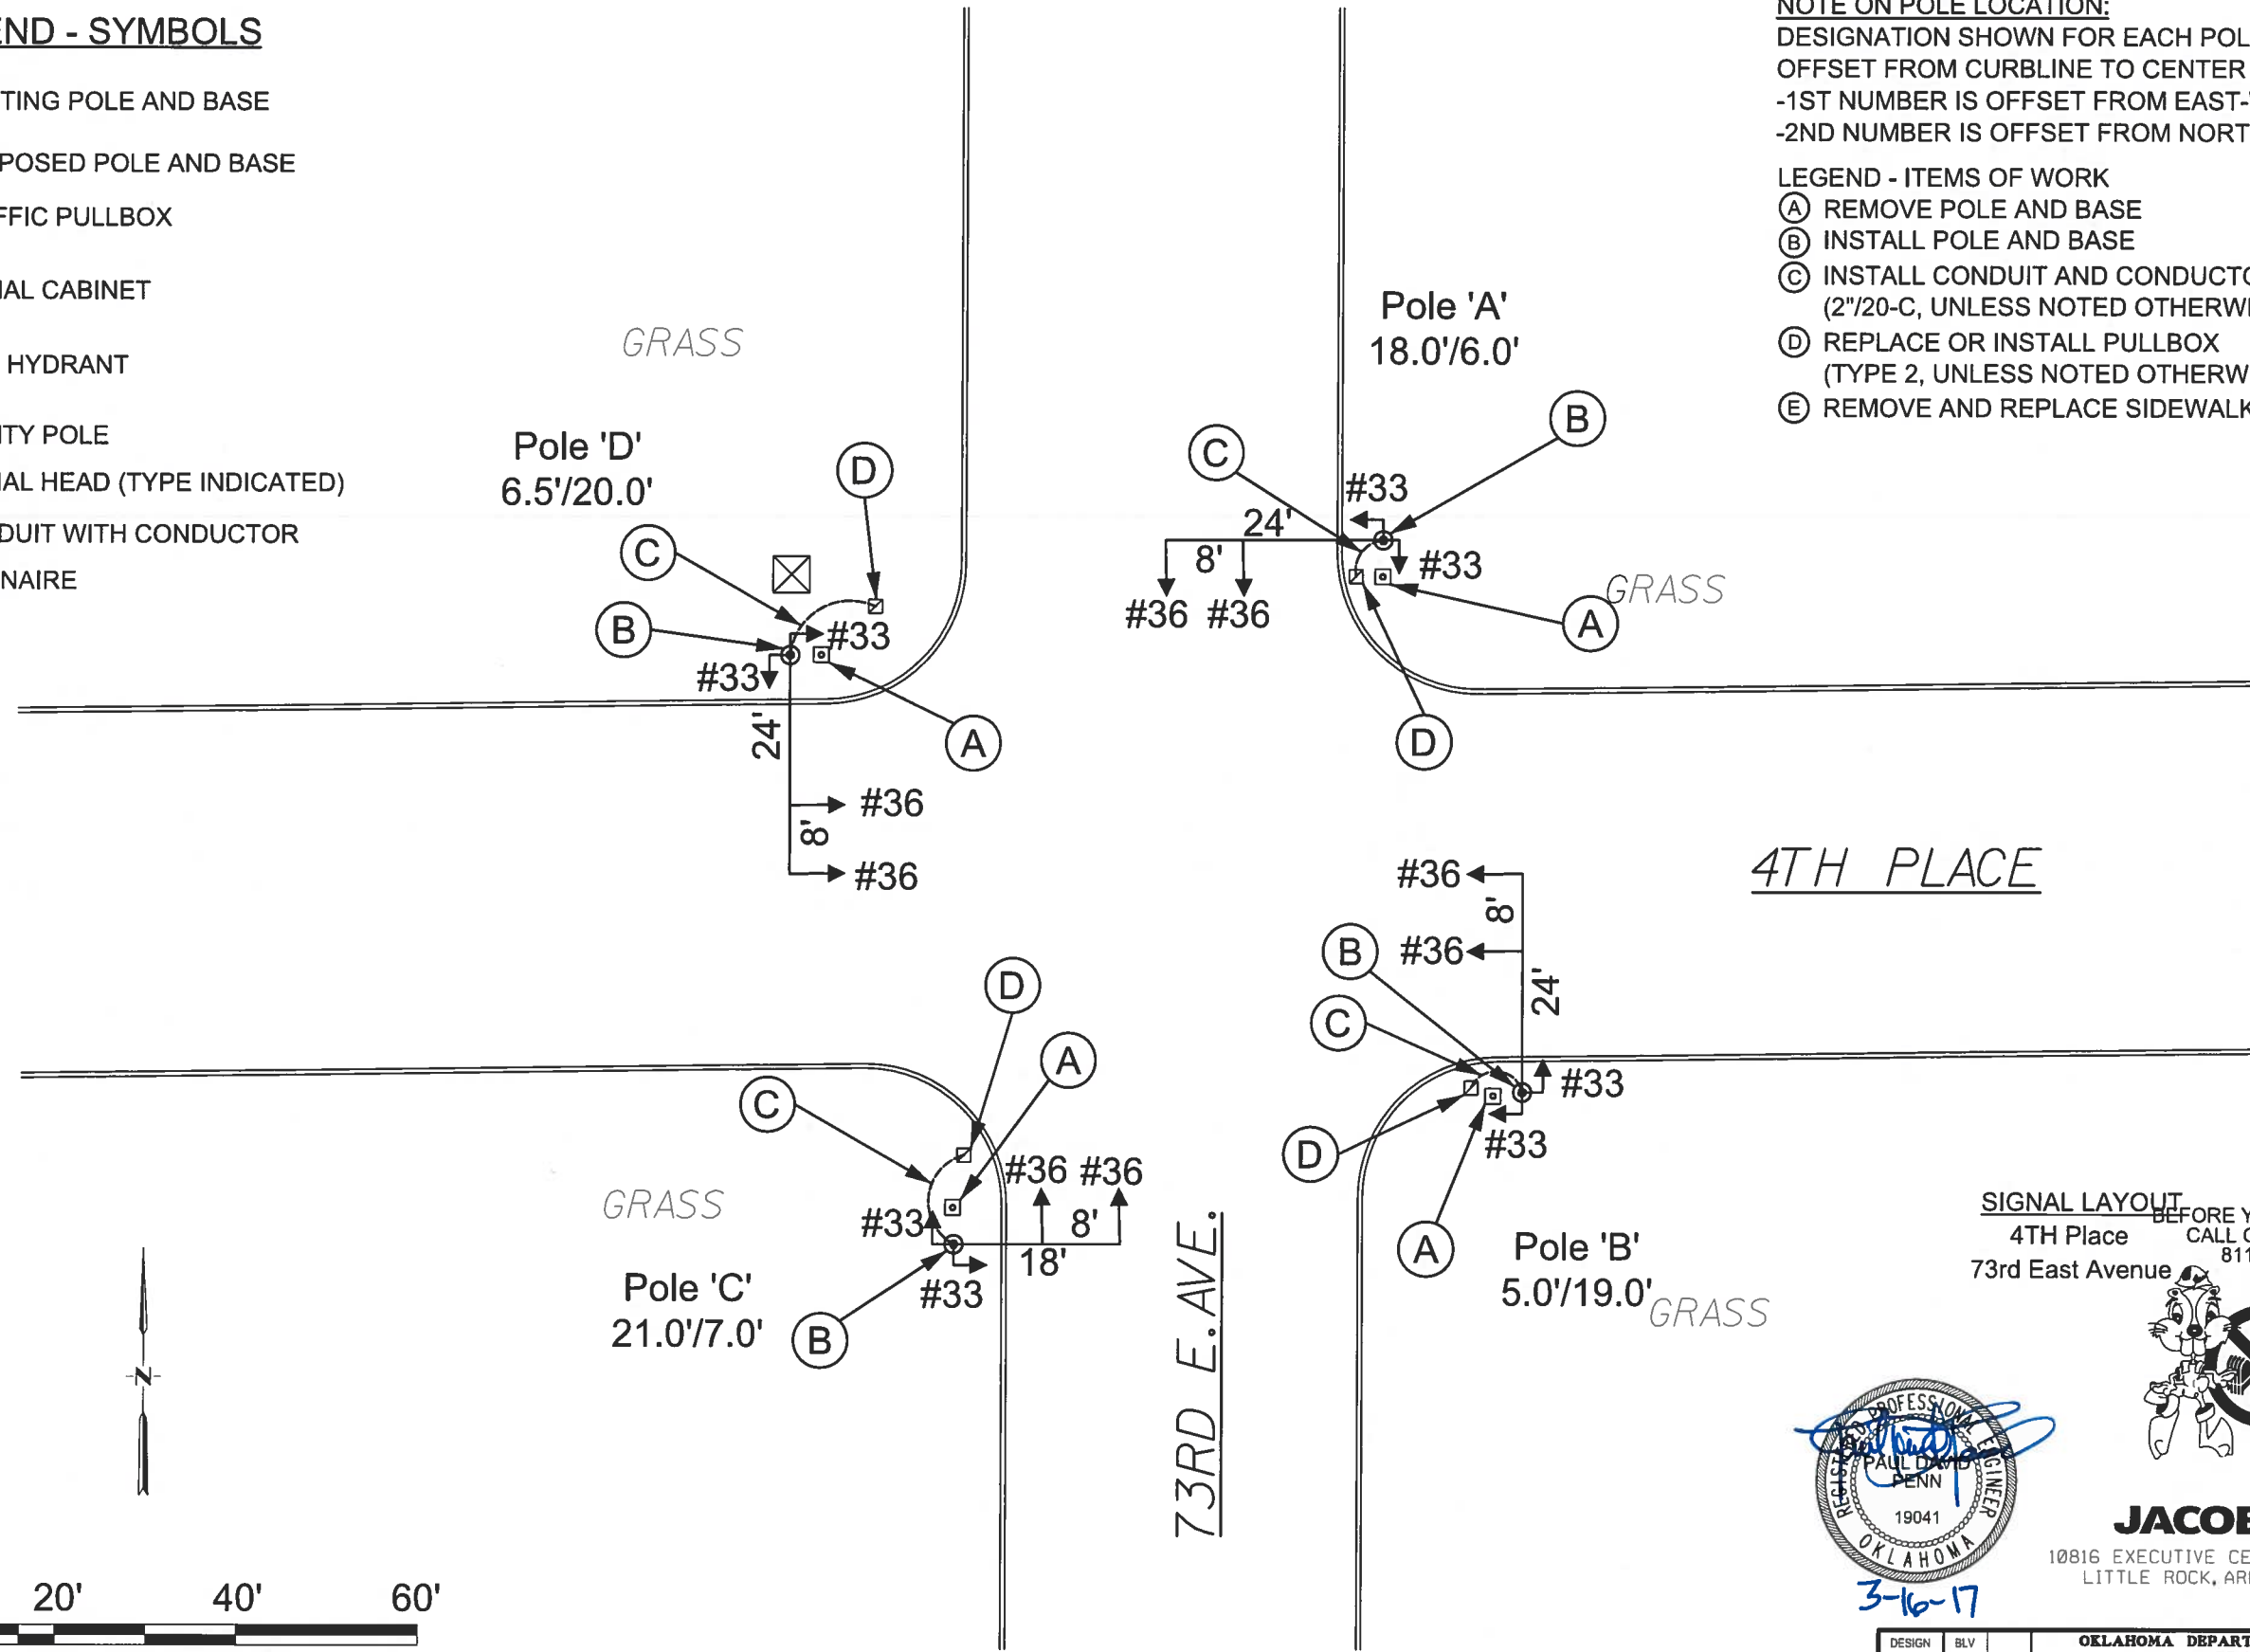 END - SYMBOLS
TING POLE AND BASE
POSED POLE AND BASE
FFIC PULLBOX
NAL CABINET
HYDRANT
ITY POLE
NAL HEAD (TYPE INDICATED)
DUIT WITH CONDUCTOR
NAIRE
NOTE ON POLE LOCATION:
DESIGNATION SHOWN FOR EACH POL
OFFSET FROM CURBLINE TO CENTER
-1ST NUMBER IS OFFSET FROM EAST-
-2ND NUMBER IS OFFSET FROM NORT
LEGEND - ITEMS OF WORK
A REMOVE POLE AND BASE
B INSTALL POLE AND BASE
C INSTALL CONDUIT AND CONDUCTO
(2"/20-C, UNLESS NOTED OTHERWI
D REPLACE OR INSTALL PULLBOX
(TYPE 2, UNLESS NOTED OTHERW
E REMOVE AND REPLACE SIDEWALK
GRASS
Pole 'D'
6.5'/20.0'
D
C
B
#33
#33
A
24'
#36
8'
#36
Pole 'A'
18.0'/6.0'
B
C
#33
24'
8'
#33
#36 #36
GRASS
A
D
4TH PLACE
#36
8'
B
#36
24'
C
#33
D
#33
A
Pole 'B'
5.0'/19.0'
GRASS
D
A
C
#36 #36
GRASS
#33
8'
18'
#33
Pole 'C'
21.0'/7.0'
B
73RD E. AVE.
-N-
20' 40' 60'
SIGNAL LAYOUT
4TH Place
73rd East Avenue
BEFORE Y
CALL
811
REGISTERED PROFESSIONAL ENGINEER
PAUL DAVID
PENN
19041
OKLAHOMA
3-16-17
JACOB
10816 EXECUTIVE CE
LITTLE ROCK, AR
DESIGN BLV
OKLAHOMA DEPART